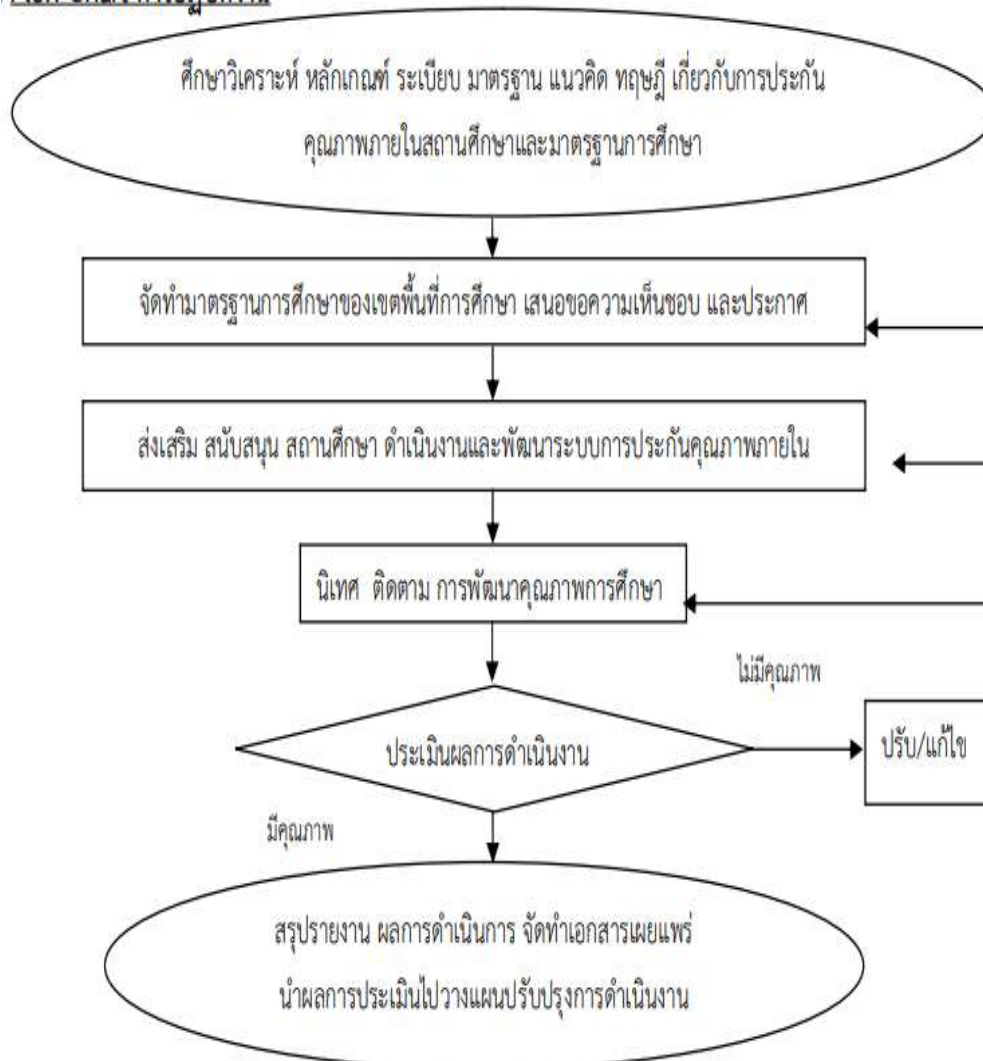 ศึกษาวิเคราะห์ หลักเกณฑ์ ระเบียบ มาตรฐาน แนวคิด ทฤษฎี เกี่ยวกับการประกัน
คุณภาพภายในสถานศึกษาและมาตรฐานการศึกษา
จัดทำมาตรฐานการศึกษาของเขตพื้นที่การศึกษา เสนอขอความเห็นชอบ และประกาศ
ส่งเสริม สนับสนุน สถานศึกษา ดำเนินงานและพัฒนาระบบการประกันคุณภาพภายใน
นิเทศ ติดตาม การพัฒนาคุณภาพการศึกษา
ไม่มีคุณภาพ
ประเมินผลการดำเนินงาน
ปรับ/แก้ไข
มีคุณภาพ
สรุปรายงาน ผลการดำเนินการ จัดทำเอกสารเผยแพร่
นำผลการประเมินไปวางแผนปรับปรุงการดำเนินงาน